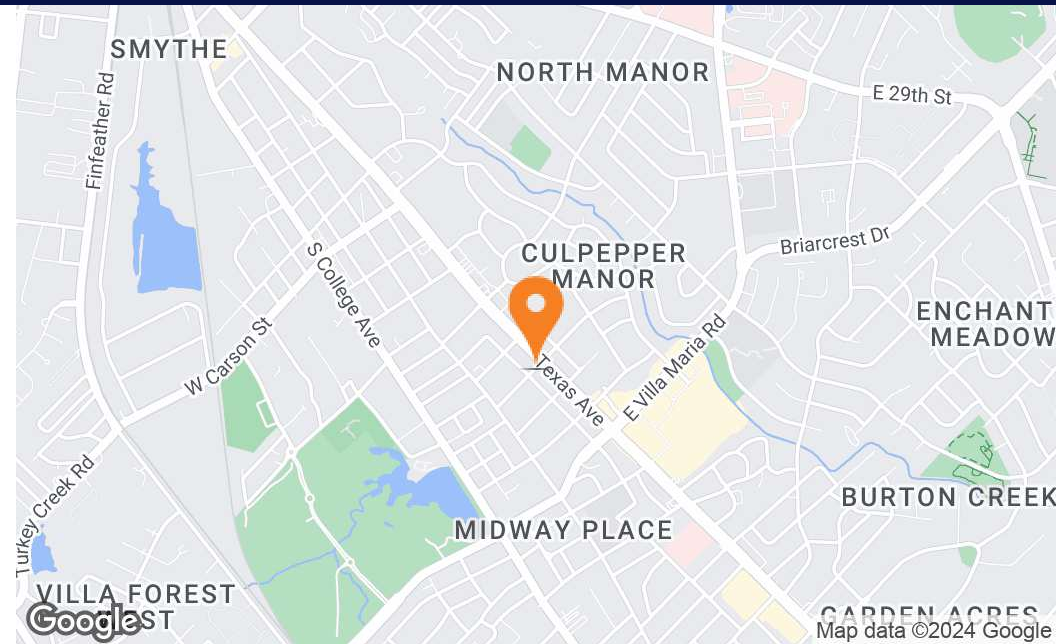 SMYTHE
NORTH MANOR
E 29th St
Finfeather Rd
Briarcrest Dr
CULPEPPER
MANOR
S College Ave
ENCHANT
MEADOW
W Carson St
Texas Ave
E Villa Maria Rd
Turkey Creek Rd
BURTON CREEK
MIDWAY PLACE
VILLA FOREST
WEST
GARDEN ACRES
Google
Map data ©2024 Google